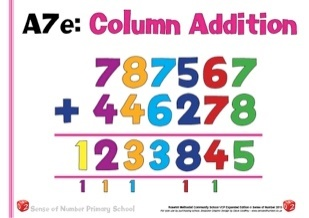 A7e: Column Addition
787567
+ 446278
1233845
1 1 1 1 1
Sense of Number Primary School